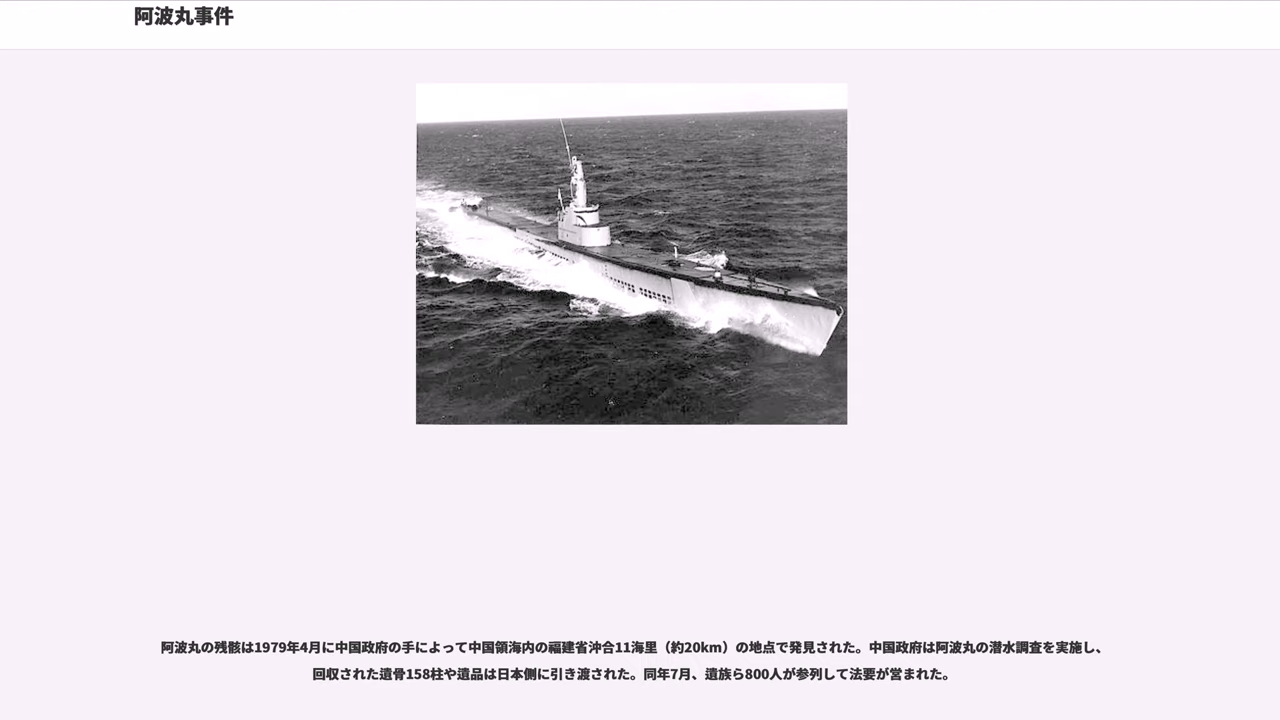 阿波丸事件
阿波丸の残骸は1979年4月に中国政府の手によって中国領海内の福建省沖合11海里（約20km）の地点で発見された。中国政府は阿波丸の潜水調査を実施し、
回収された遺骨158柱や遺品は日本側に引き渡された。同年7月、遺族ら800人が参列して法要が営まれた。